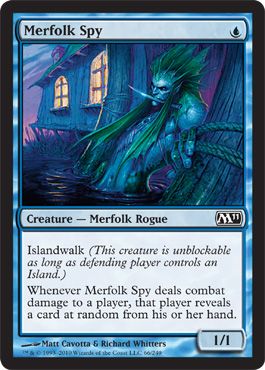 Merfolk Spy
Creature — Merfolk Rogue
M11
Islandwalk (This creature is unblockable
as long as defending player controls an
Island.)
Whenever Merfolk Spy deals combat
damage to a player, that player reveals
a card at random from his or her hand.
Matt Cavotta & Richard Whitters
™ & © 1993–2010 Wizards of the Coast LLC 66/249
1/1